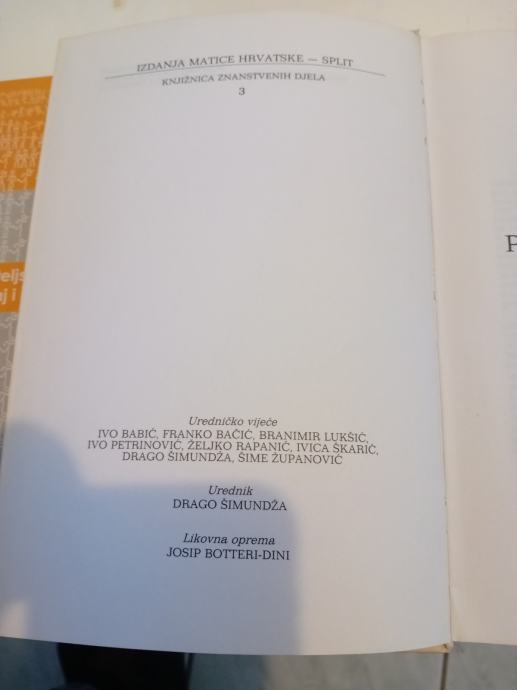 IZDANJA MATICE HRVATSKE — SPLIT
KNJIŽNICA ZNANSTVENIH DJELA
3
Uredničko vijeće
IVO BABIĆ, FRANKO BAČIĆ, BRANIMIR LUKŠIĆ,
IVO PETRINOVIĆ, ŽELJKO RAPANIĆ, IVICA ŠKARIĆ,
DRAGO ŠIMUNDŽA, ŠIME ŽUPANOVIĆ
Urednik
DRAGO ŠIMUNDŽA
Likovna oprema
JOSIP BOTTERI-DINI
P